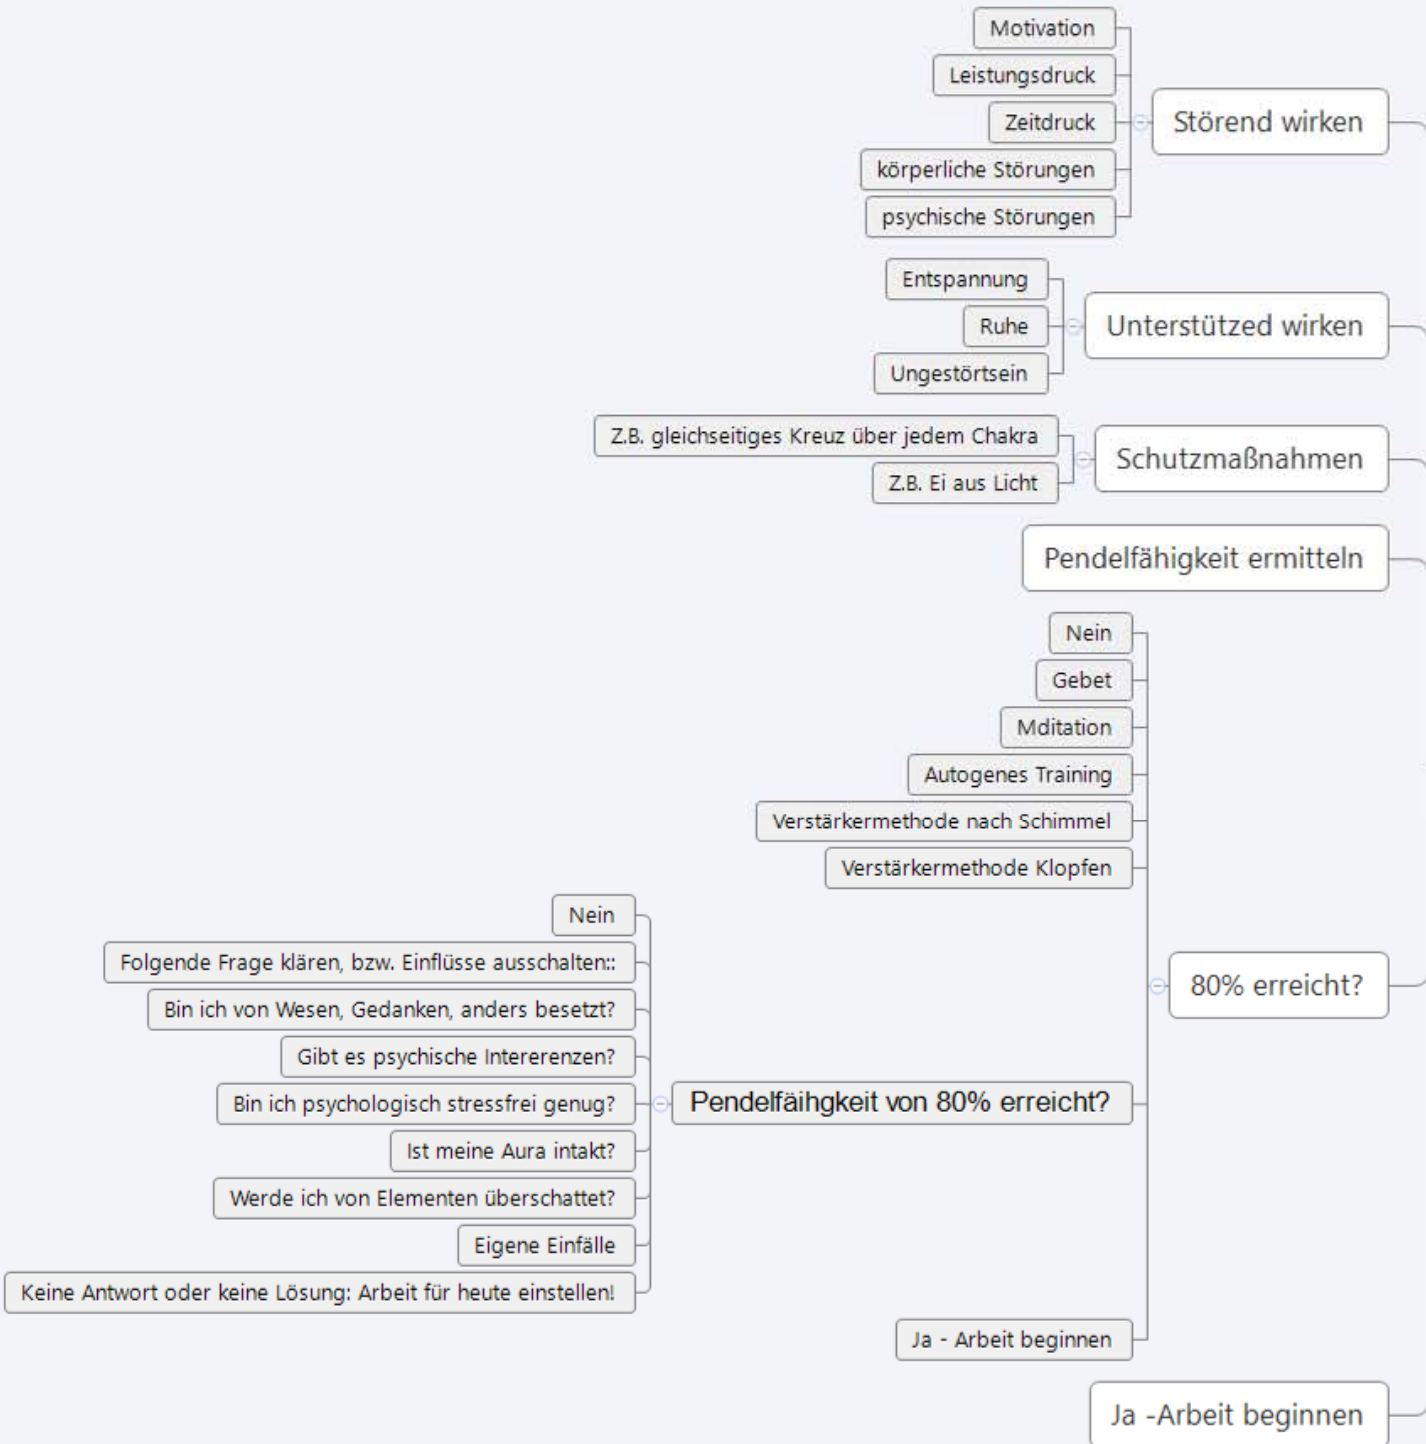 Motivation
Leistungsdruck
Zeitdruck
Störend wirken
körperliche Störungen
psychische Störungen
Entspannung
Ruhe
Unterstützed wirken
Ungestörtsein
Z.B. gleichseitiges Kreuz über jedem Chakra
Schutzmaßnahmen
Z.B. Ei aus Licht
Pendelfähigkeit ermitteln
Nein
Gebet
Mditation
Autogenes Training
Verstärkermethode nach Schimmel
Verstärkermethode Klopfen
Nein
Folgende Frage klären, bzw. Einflüsse ausschalten::
80% erreicht?
Bin ich von Wesen, Gedanken, anders besetzt?
Gibt es psychische Intererenzen?
Bin ich psychologisch stressfrei genug?
Pendelfäihgkeit von 80% erreicht?
Ist meine Aura intakt?
Werde ich von Elementen überschattet?
Eigene Einfälle
Keine Antwort oder keine Lösung: Arbeit für heute einstellen!
Ja - Arbeit beginnen
Ja -Arbeit beginnen